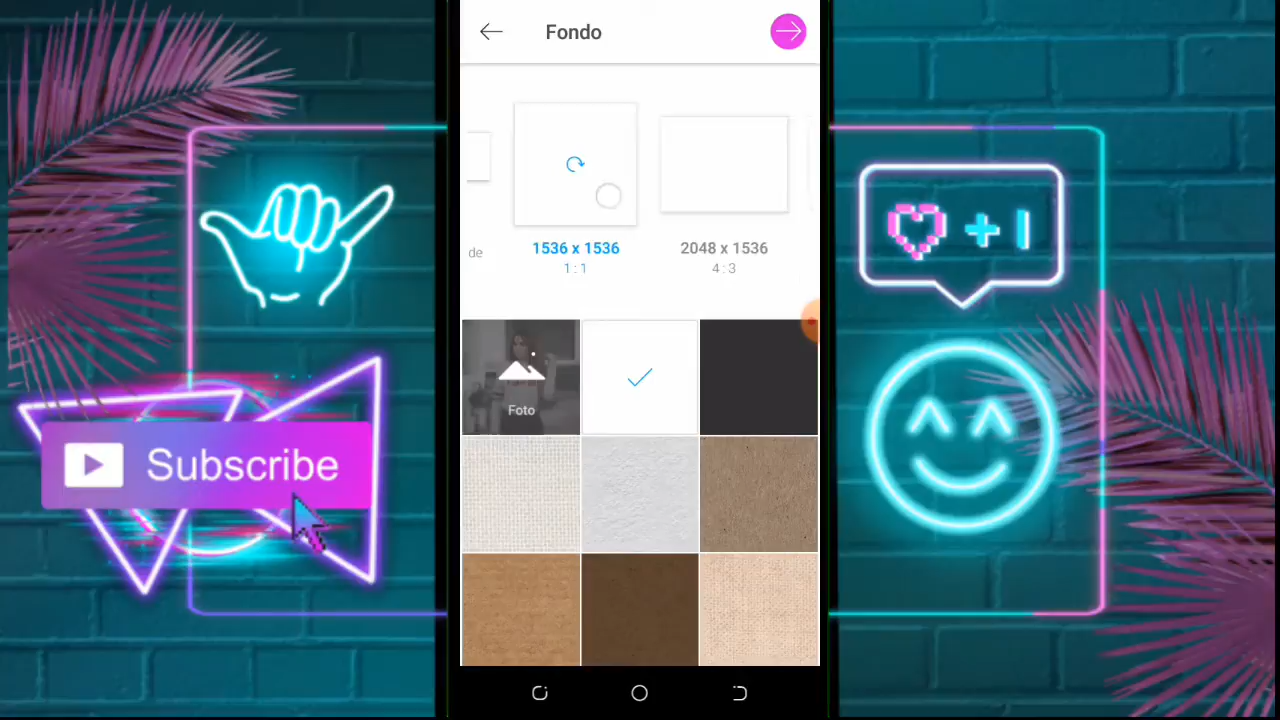 Fondo
de
1536 x 1536
1 : 1
2048 x 1536
4 : 3
Foto
Subscribe
+ 1